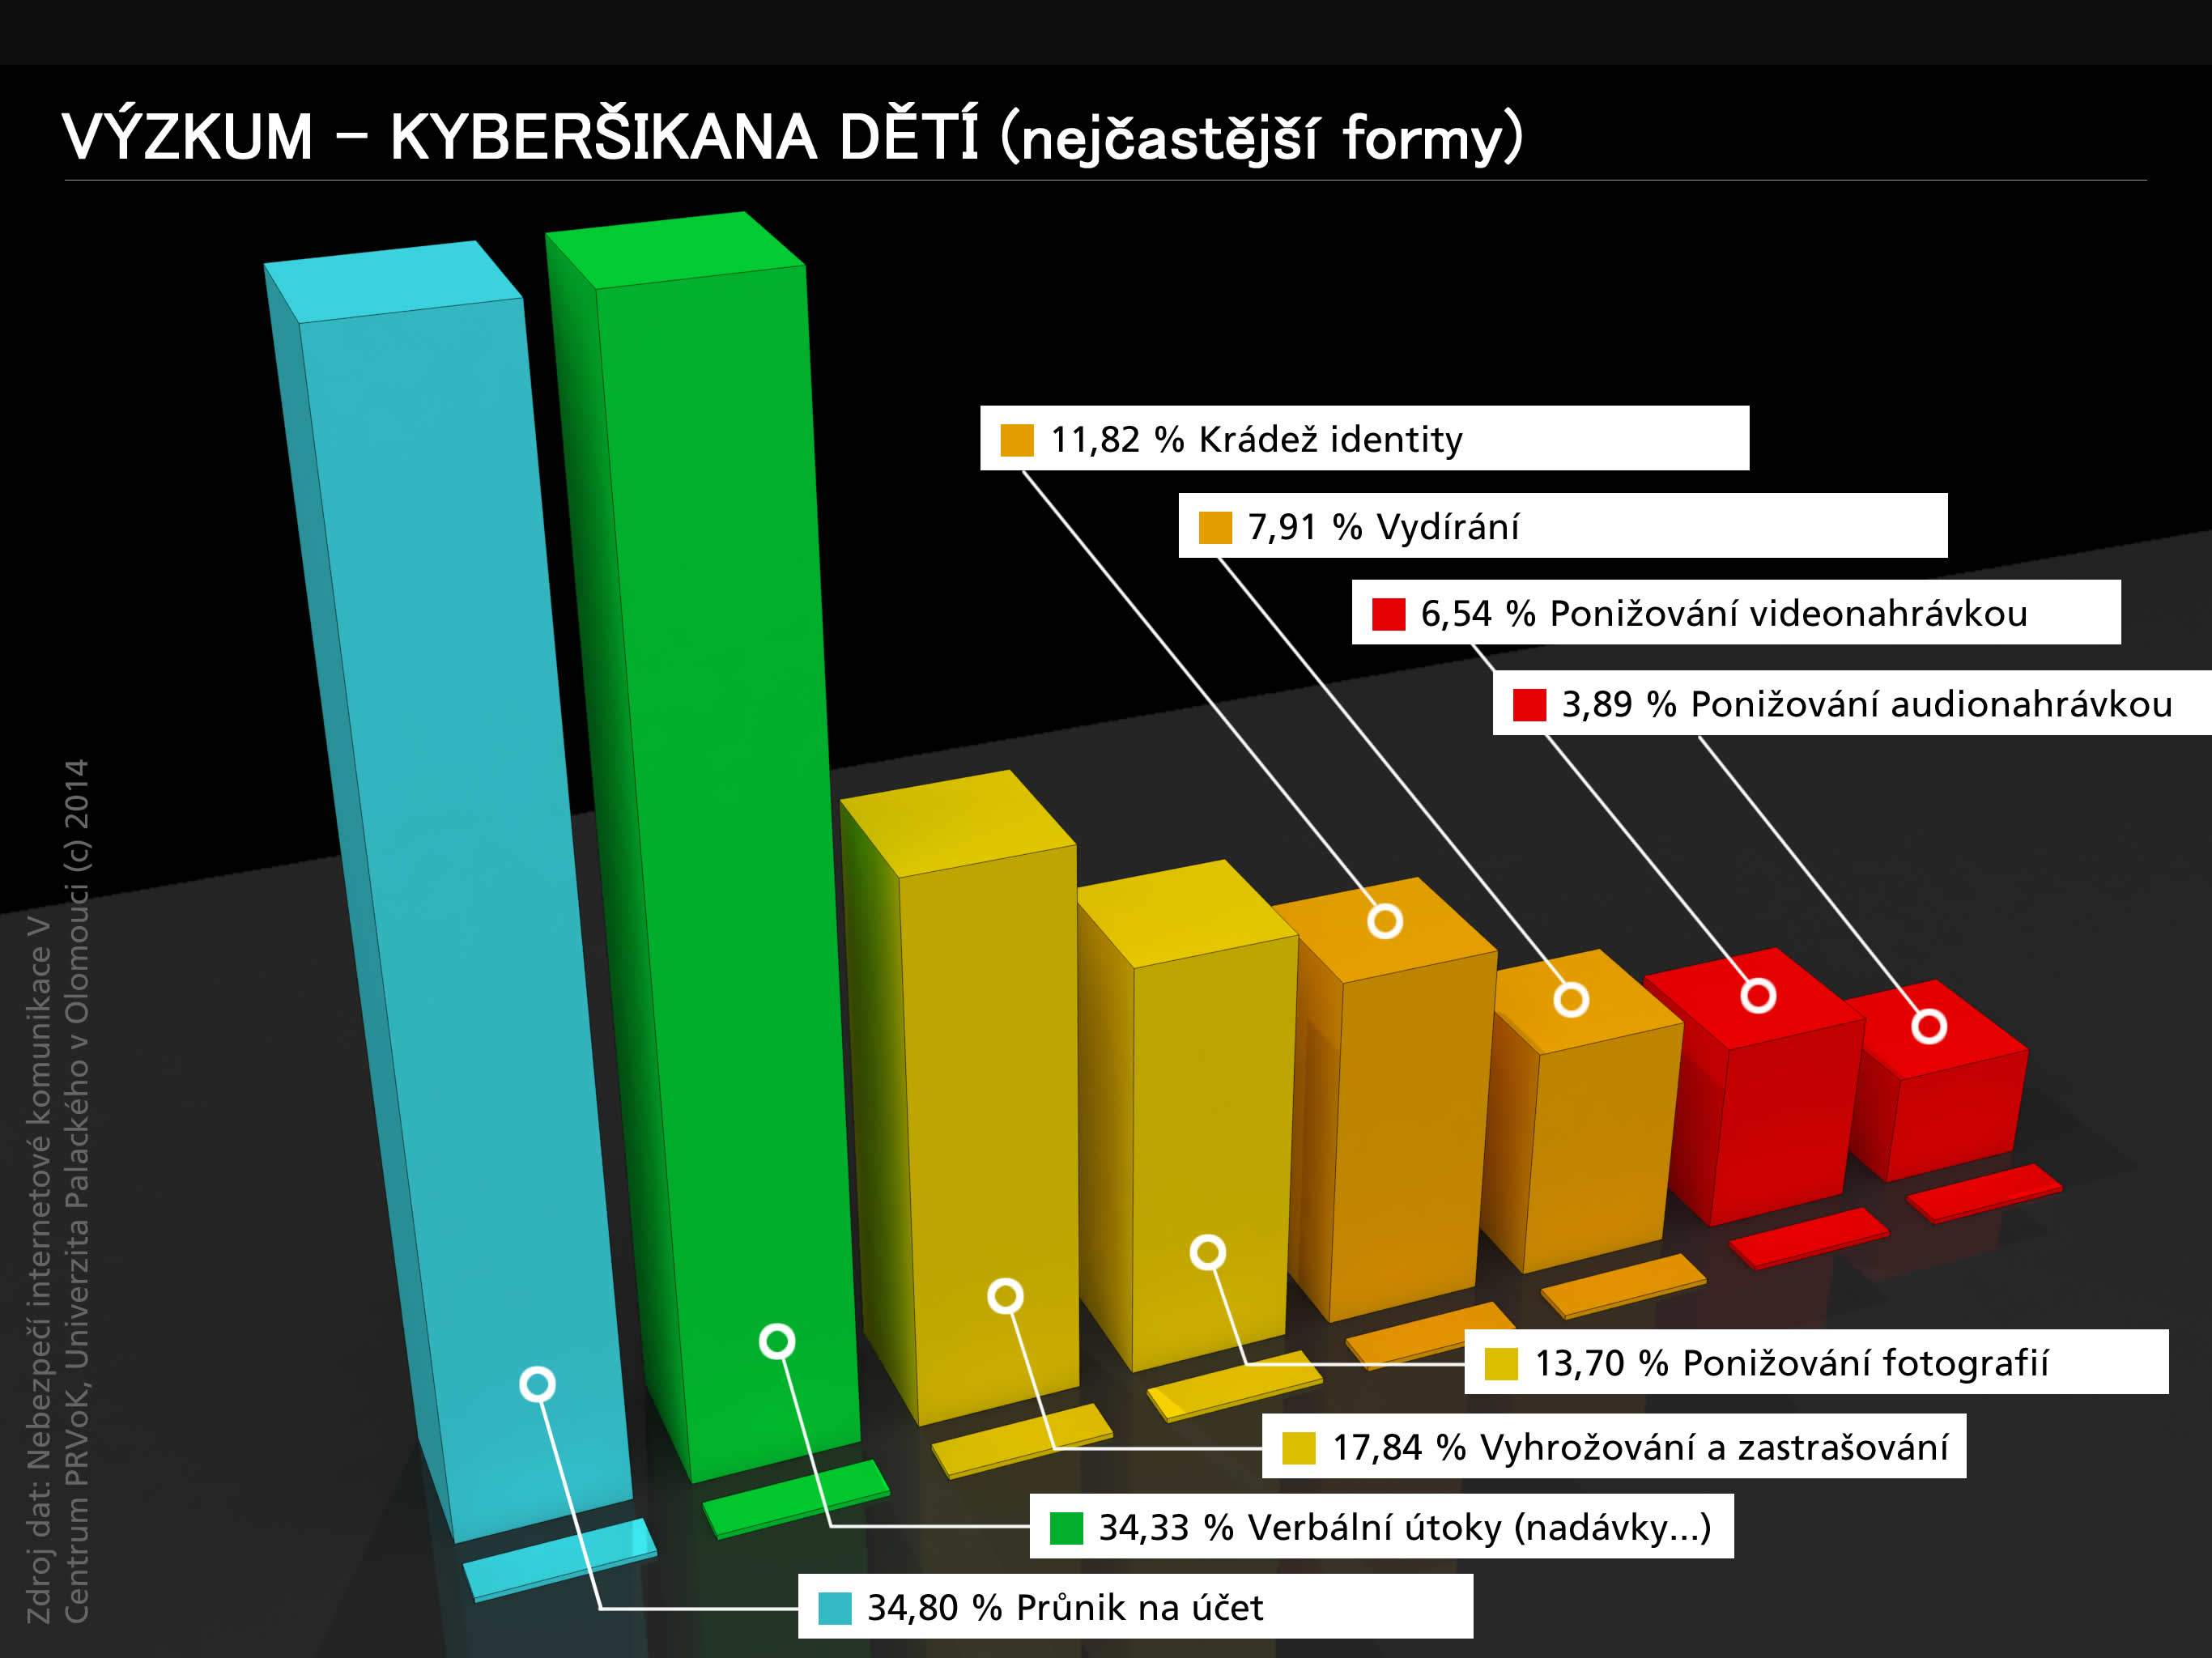 VÝZKUM – KYBERŠIKANA DĚTÍ (nejčastější formy)
11,82 % Krádež identity
7,91 % Vydírání
6,54 % Ponižování videonahrávkou
3,89 % Ponižování audionahrávkou
13,70 % Ponižování fotografií
17,84 % Vyhrožování a zastrašování
34,33 % Verbální útoky (nadávky...)
34,80 % Průnik na účet
Zdroj dat: Nebezpečí internetové komunikace V
Centrum PRVoK, Univerzita Palackého v Olomouci (c) 2014